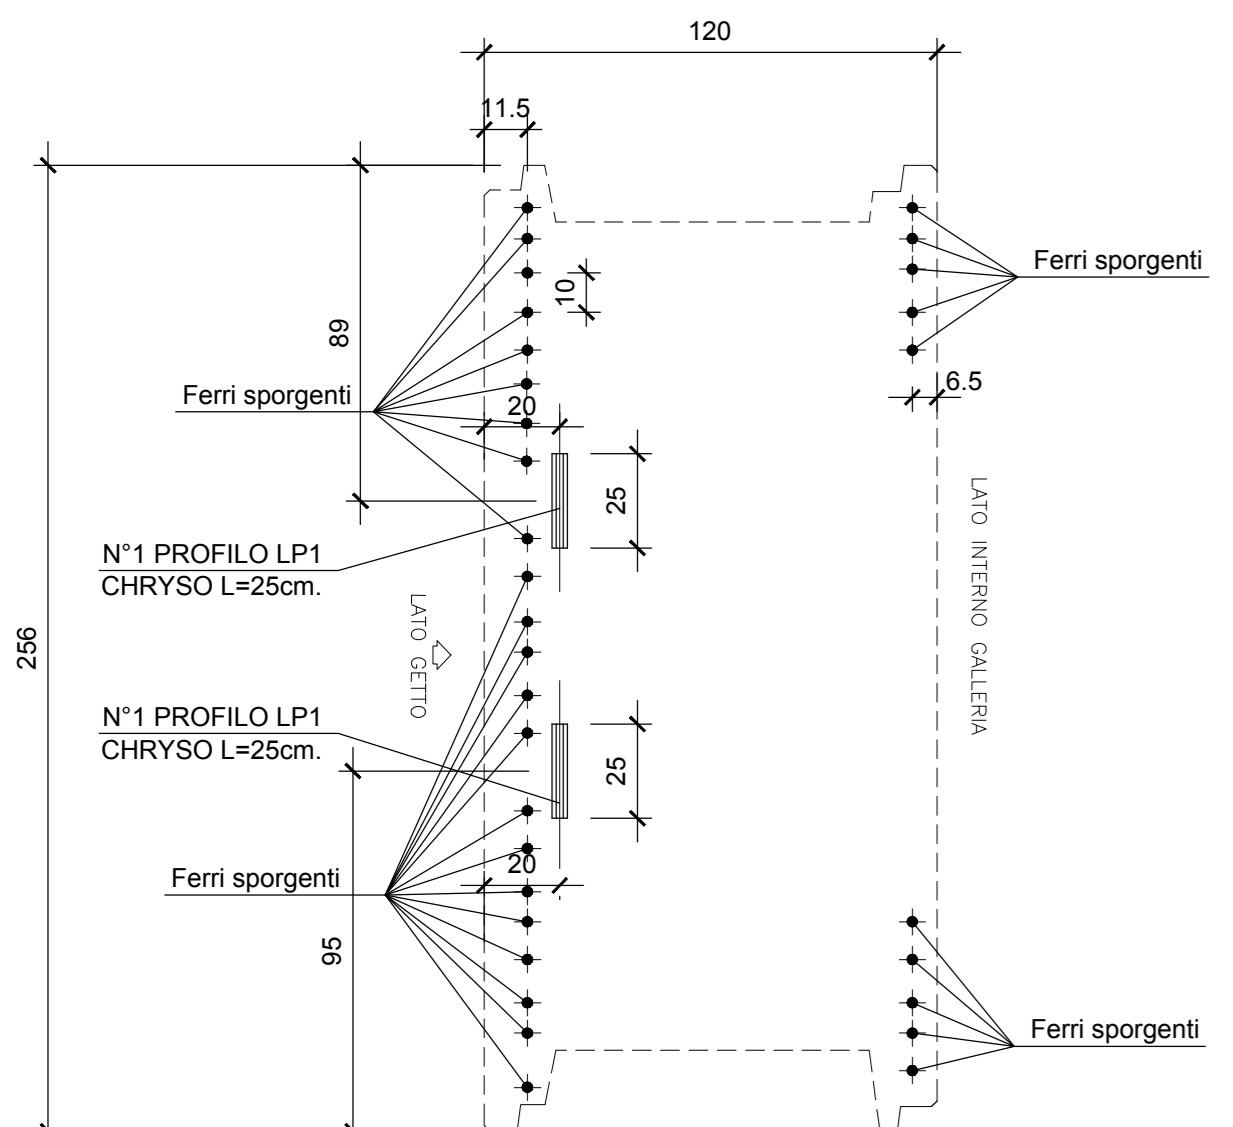 120
11.5
Ferri sporgenti
10
89
6.5
Ferri sporgenti
20
25
LATO INTERNO GALLERIA
N°1 PROFILO LP1
CHRYSO L=25cm.
LATO GETTO
256
N°1 PROFILO LP1
CHRYSO L=25cm.
25
20
Ferri sporgenti
95
Ferri sporgenti